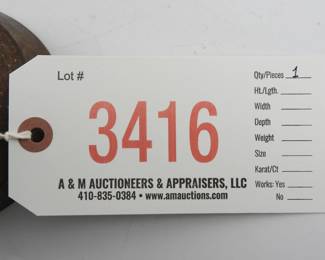 Lot #
3416
Qty/Pieces 1
Ht./Lgth.
Width
Depth
Weight
Size
Karat/Ct
Works: Yes
No
A & M AUCTIONEERS & APPRAISERS, LLC
410-835-0384 • www.amauctions.com